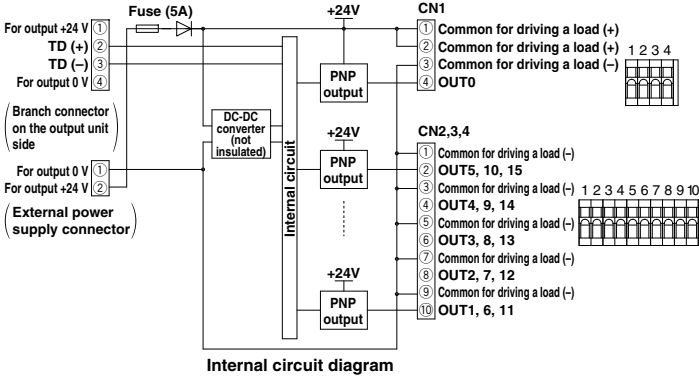 Fuse (5A)
+24V
CN1
For output +24 V ①
TD (+) ②
TD (−) ③
For output 0 V ④
① Common for driving a load (+)
② Common for driving a load (+)
③ Common for driving a load (−)
④ OUT0
1 2 3 4
PNP
output
(Branch connector
on the output unit
side)
DC-DC
converter
(not
insulated)
Internal circuit
+24V
PNP
output
CN2,3,4
For output 0 V ①
For output +24 V ②
(External power
supply connector)
① Common for driving a load (−)
② OUT5, 10, 15
③ Common for driving a load (−)
④ OUT4, 9, 14
⑤ Common for driving a load (−)
⑥ OUT3, 8, 13
⑦ Common for driving a load (−)
⑧ OUT2, 7, 12
⑨ Common for driving a load (−)
⑩ OUT1, 6, 11
1 2 3 4 5 6 7 8 9 10
+24V
PNP
output
Internal circuit diagram